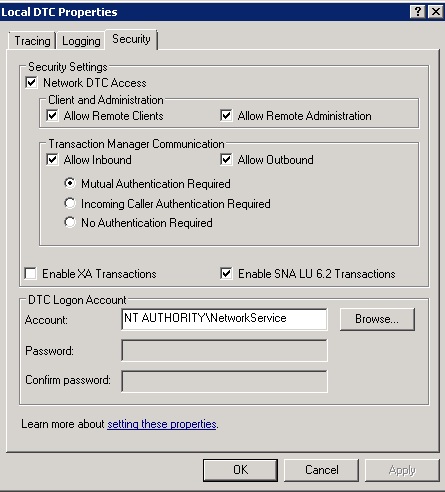 Local DTC Properties
Tracing Logging Security
Security Settings
Network DTC Access
Client and Administration
Allow Remote Clients Allow Remote Administration
Transaction Manager Communication
Allow Inbound Allow Outbound
Mutual Authentication Required
Incoming Caller Authentication Required
No Authentication Required
Enable XA Transactions Enable SNA LU 6.2 Transactions
DTC Logon Account
Account: NT AUTHORITY\NetworkService Browse...
Password:
Confirm password:
Learn more about setting these properties.
OK Cancel Apply